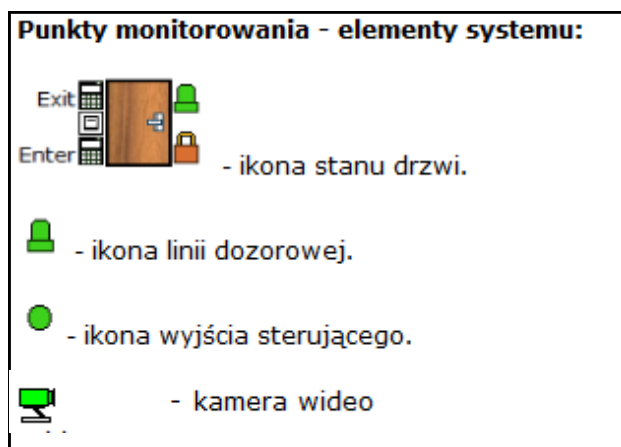 Punkty monitorowania - elementy systemu:
Exit
Enter
- ikona stanu drzwi.
- ikona linii dozorowej.
- ikona wyjścia sterującego.
- kamera wideo